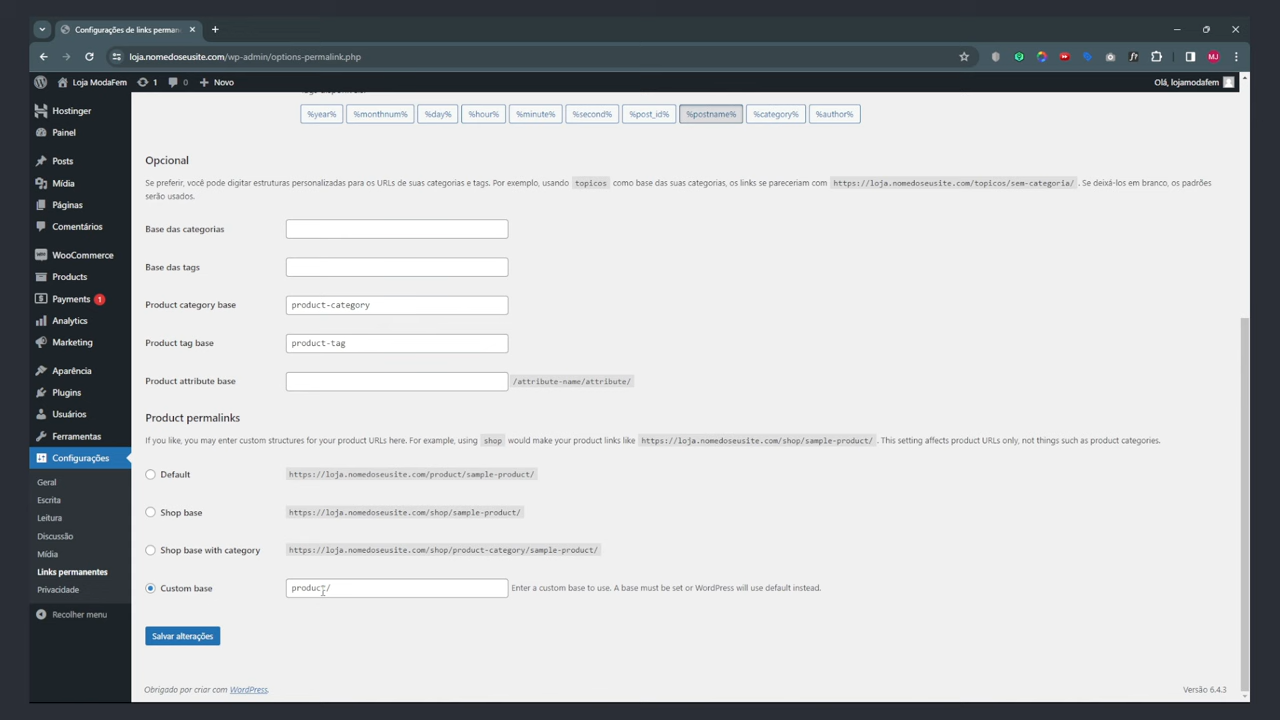 Configurações de links perman
loja.nomedoseusite.com/wp-admin/options-permalink.php
MJ
Loja ModaFem 1 0 Novo Olá, lojamodafem
Hostinger
Painel
Posts
Mídia
Páginas
Comentários
WooCommerce
Products
Payments 1
Analytics
Marketing
Aparência
Plugins
Usuários
Ferramentas
Configurações
Geral
Escrita
Leitura
Discussão
Mídia
Links permanentes
Privacidade
Recolher menu
%year% %monthnum% %day% %hour% %minute% %second% %post_id% %postname% %category% %author%
Opcional
Se preferir, você pode digitar estruturas personalizadas para os URLs de suas categorias e tags. Por exemplo, usando topicos como base das suas categorias, os links se pareceriam com https://loja.nomedoseusite.com/topicos/sem-categoria/ . Se deixá-los em branco, os padrões
serão usados.
Base das categorias
Base das tags
Product category base product-category
Product tag base product-tag
Product attribute base /attribute-name/attribute/
Product permalinks
If you like, you may enter custom structures for your product URLs here. For example, using shop would make your product links like https://loja.nomedoseusite.com/shop/sample-product/ . This setting affects product URLs only, not things such as product categories.
Default https://loja.nomedoseusite.com/product/sample-product/
Shop base https://loja.nomedoseusite.com/shop/sample-product/
Shop base with category https://loja.nomedoseusite.com/shop/product-category/sample-product/
Custom base product/ Enter a custom base to use. A base must be set or WordPress will use default instead.
Salvar alterações
Obrigado por criar com WordPress. Versão 6.4.3